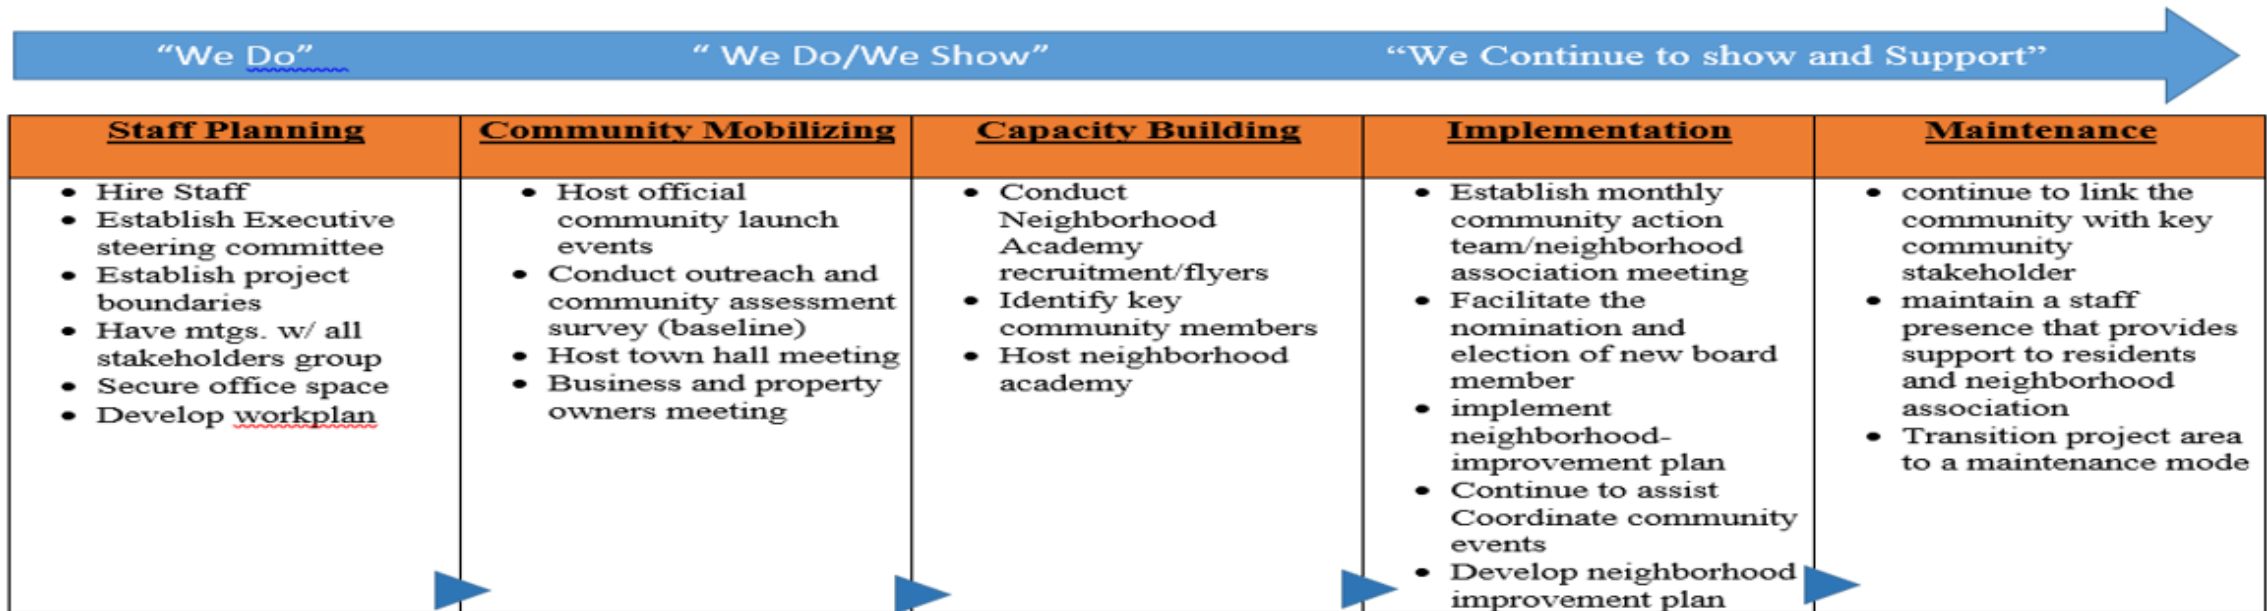 “We Do”
“ We Do/We Show”
“We Continue to show and Support”
Staff Planning
• Hire Staff
• Establish Executive
steering committee
• Establish project
boundaries
• Have mtgs. w/ all
stakeholders group
• Secure office space
• Develop workplan
Community Mobilizing
• Host official
community launch
events
• Conduct outreach and
community assessment
survey (baseline)
• Host town hall meeting
• Business and property
owners meeting
Capacity Building
• Conduct
Neighborhood
Academy
recruitment/flyers
• Identify key
community members
• Host neighborhood
academy
Implementation
• Establish monthly
community action
team/neighborhood
association meeting
• Facilitate the
nomination and
election of new board
member
• implement
neighborhood-
improvement plan
• Continue to assist
Coordinate community
events
• Develop neighborhood
improvement plan
Maintenance
• continue to link the
community with key
community
stakeholder
• maintain a staff
presence that provides
support to residents
and neighborhood
association
• Transition project area
to a maintenance mode